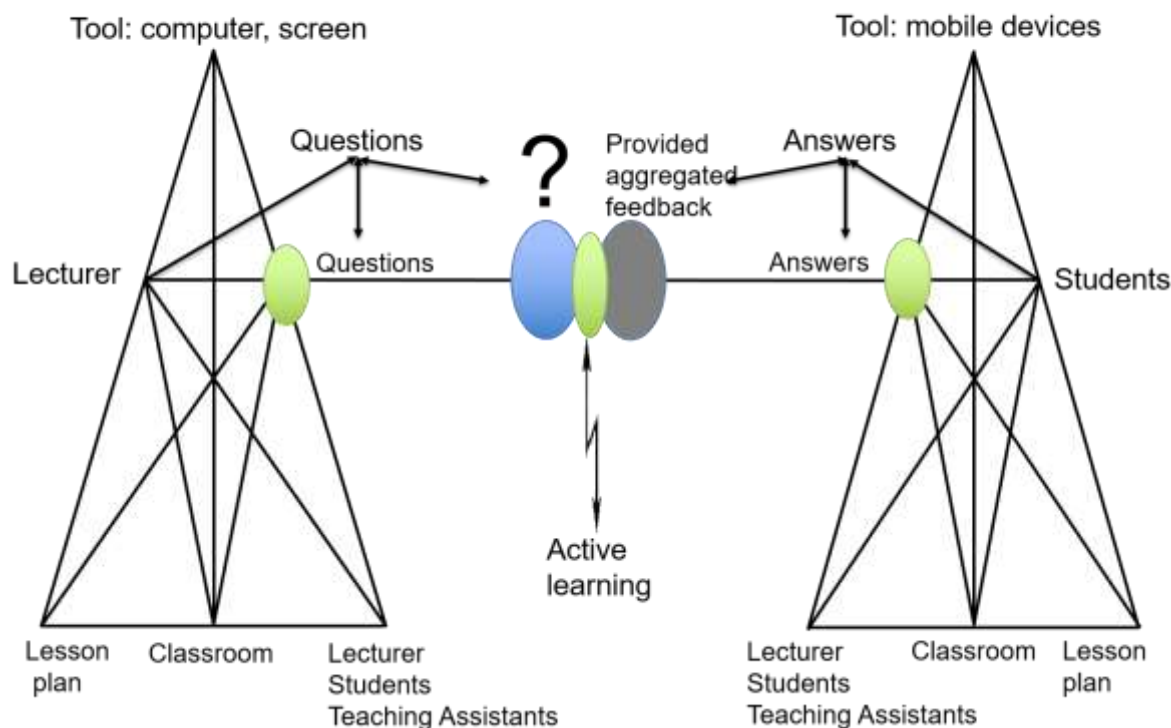 Tool: computer, screen
Tool: mobile devices
Questions
?
Provided
aggregated
feedback
Answers
Lecturer
Questions
Answers
Students
Active
learning
Lesson
plan
Classroom
Lecturer
Students
Teaching Assistants
Lecturer
Students
Teaching Assistants
Classroom
Lesson
plan